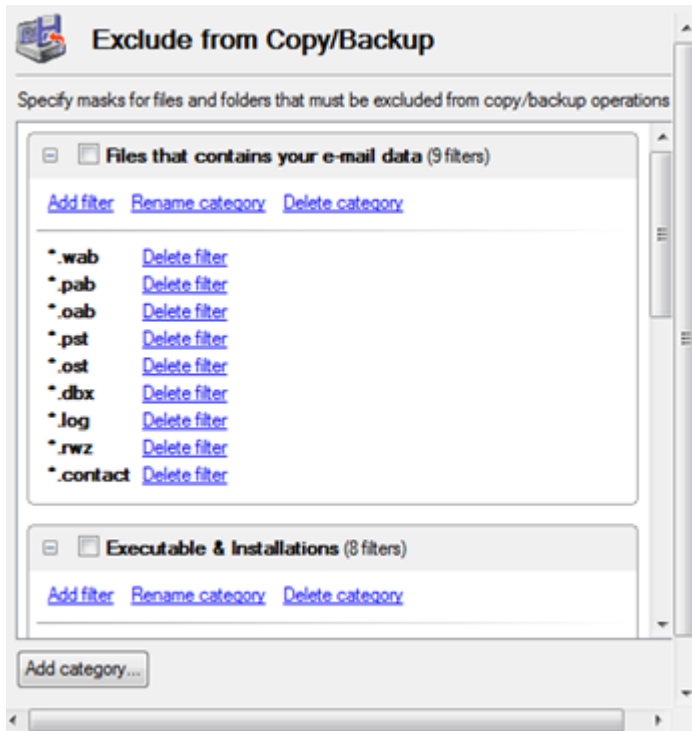 Exclude from Copy/Backup
Specify masks for files and folders that must be excluded from copy/backup operations
Files that contains your e-mail data (9 filters)
Add filter Rename category Delete category
*.wab Delete filter
*.pab Delete filter
*.oab Delete filter
*.pst Delete filter
*.ost Delete filter
*.dbx Delete filter
*.log Delete filter
*.rwz Delete filter
*.contact Delete filter
Executable & Installations (8 filters)
Add filter Rename category Delete category
Add category...